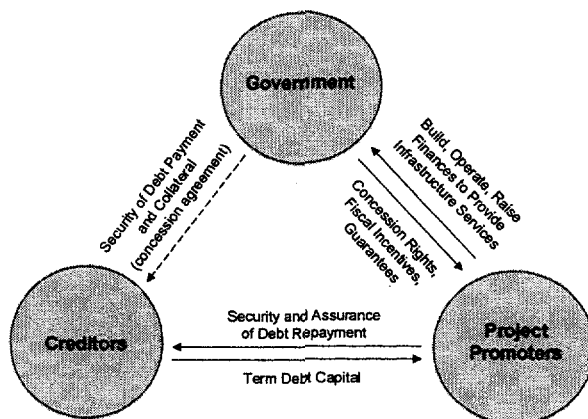 Government
Security of Debt Payment
and Collateral
(concession agreement)
Build, Operate, Raise
Finances to Provide
Infrastructure Services
Concession Rights,
Fiscal Incentives,
Guarantees
Creditors
Security and Assurance
of Debt Repayment
Term Debt Capital
Project
Promoters